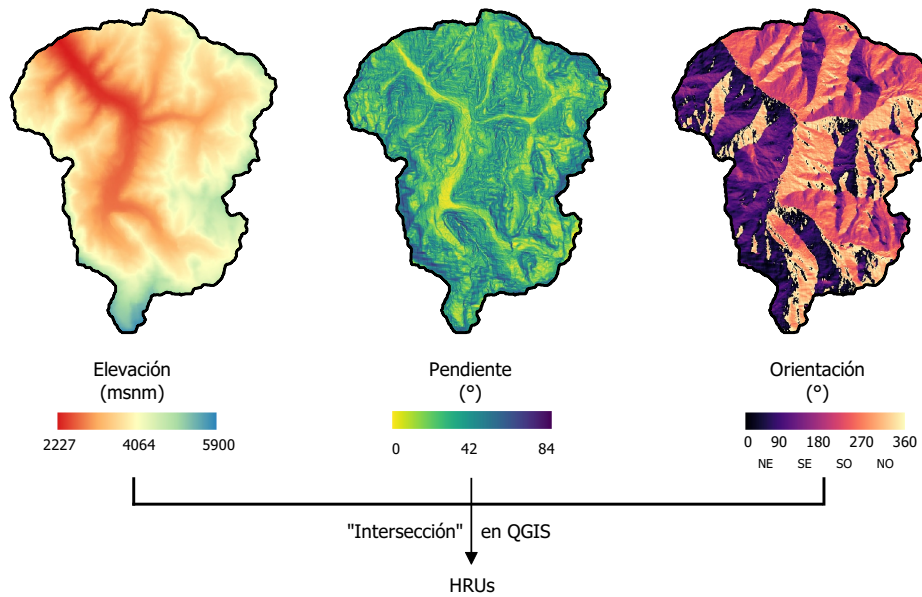 Elevación
(msnm)
2227 4064 5900
Pendiente
(°)
0 42 84
Orientación
(°)
0 90 180 270 360
NE SE SO NO
"Intersección" en QGIS
HRUs